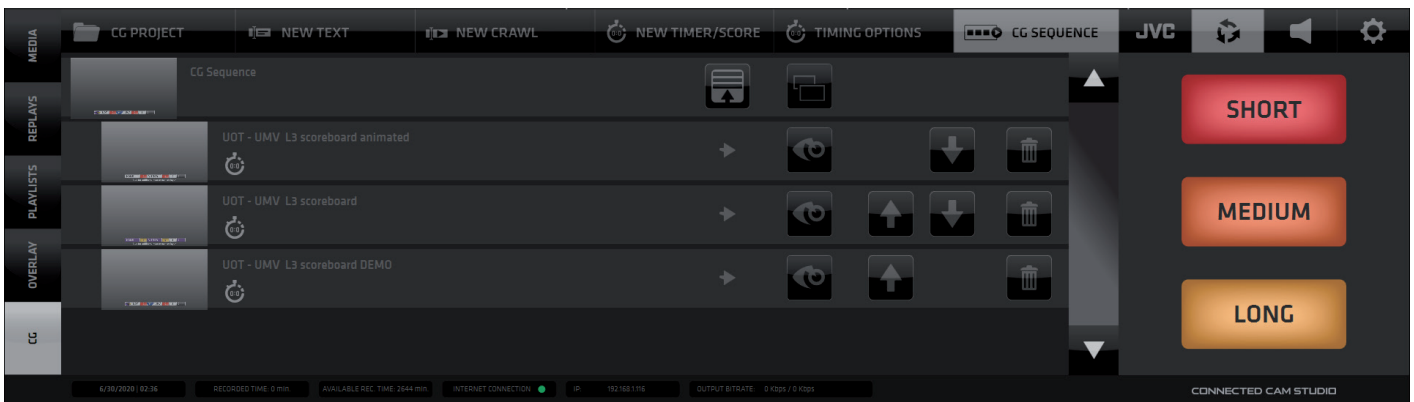 MEDIA
REPLAYS
PLAYLISTS
OVERLAY
CG
CG PROJECT
NEW TEXT
NEW CRAWL
NEW TIMER/SCORE
TIMING OPTIONS
CG SEQUENCE
JVC
CG Sequence
UOT - UMV L3 scoreboard animated
UOT - UMV L3 scoreboard
UOT - UMV L3 scoreboard DEMO
SHORT
MEDIUM
LONG
6/30/2020 | 02:36
RECORDED TIME: 0 min.
AVAILABLE REC. TIME: 2644 min.
INTERNET CONNECTION
IP: 192.168.1.116
OUTPUT BITRATE: 0 Kbps / 0 Kbps
CONNECTED CAM STUDIO